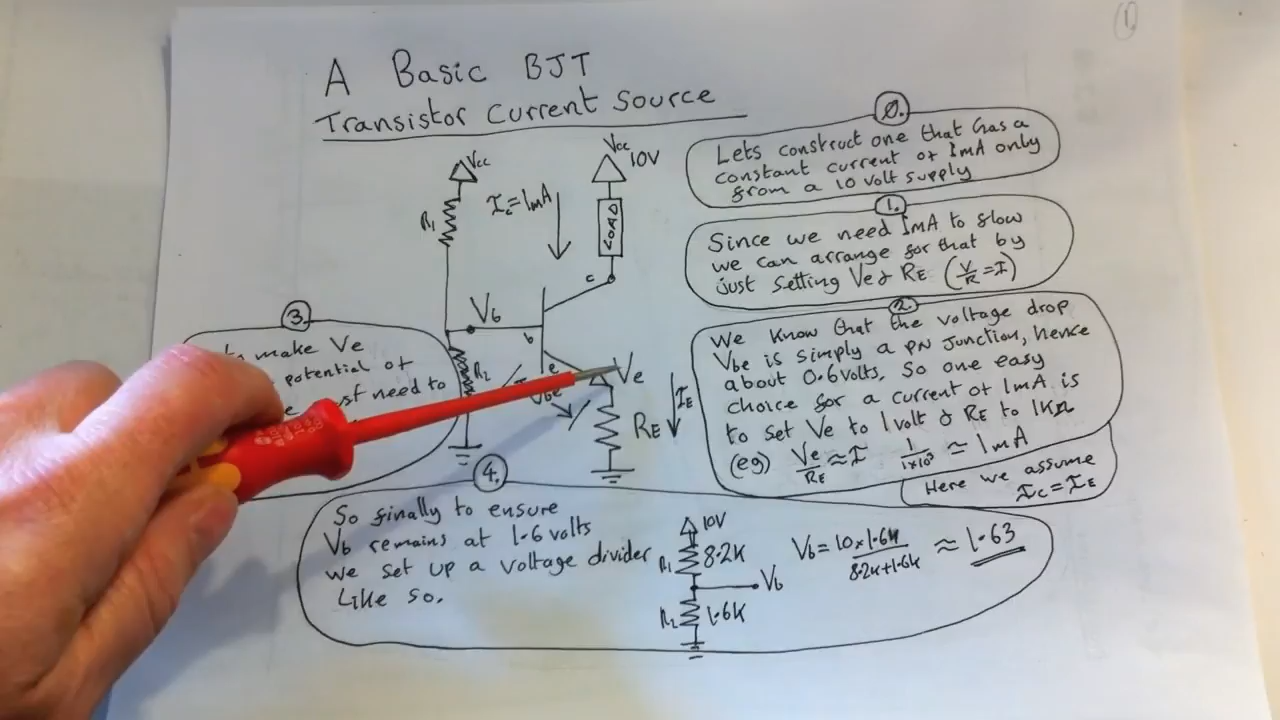 1
A Basic BJT
Transistor Current Source
Vcc
Vcc
10V
R1
Ic=1mA
LOAD
c
Vb
b
e
R2
Vbe
Ve
RE
IE
0.
Lets construct one that has a
constant current of 1mA only
from a 10 volt supply
1.
Since we need 1mA to flow
we can arrange for that by
just setting Ve & RE (V/R = I)
2.
We know that the voltage drop
Vbe is simply a PN junction, hence
about 0.6volts, So one easy
choice for a current of 1mA is
to set Ve to 1volt & RE to 1KΩ
(eg) Ve/RE ≈ I 1/1x10³ ≈ 1mA
Here we assume
Ic = IE
3.
make Ve
potential of
need to
4.
So finally to ensure
Vb remains at 1.6 volts
we set up a voltage divider
Like so.
10V
R1 8.2K
Vb
R2 1.6K
Vb = 10 x 1.6K / 8.2K+1.6K ≈ 1.63